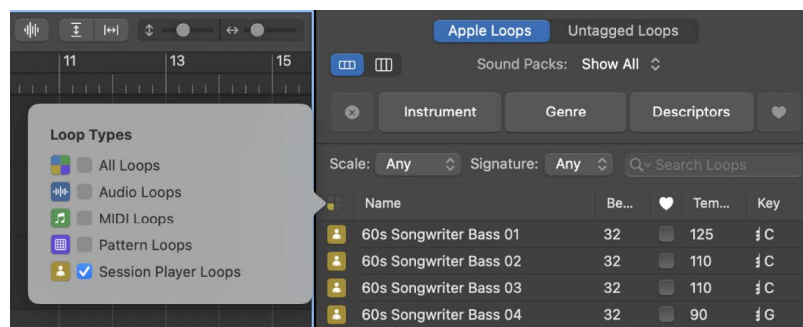 Apple Loops Untagged Loops
11 13 15
Sound Packs: Show All
Instrument Genre Descriptors
Loop Types
All Loops
Audio Loops
MIDI Loops
Pattern Loops
Session Player Loops
Scale: Any Signature: Any Search Loops
Name Be... Tem... Key
60s Songwriter Bass 01 32 125 C
60s Songwriter Bass 02 32 110 C
60s Songwriter Bass 03 32 110 C
60s Songwriter Bass 04 32 90 G